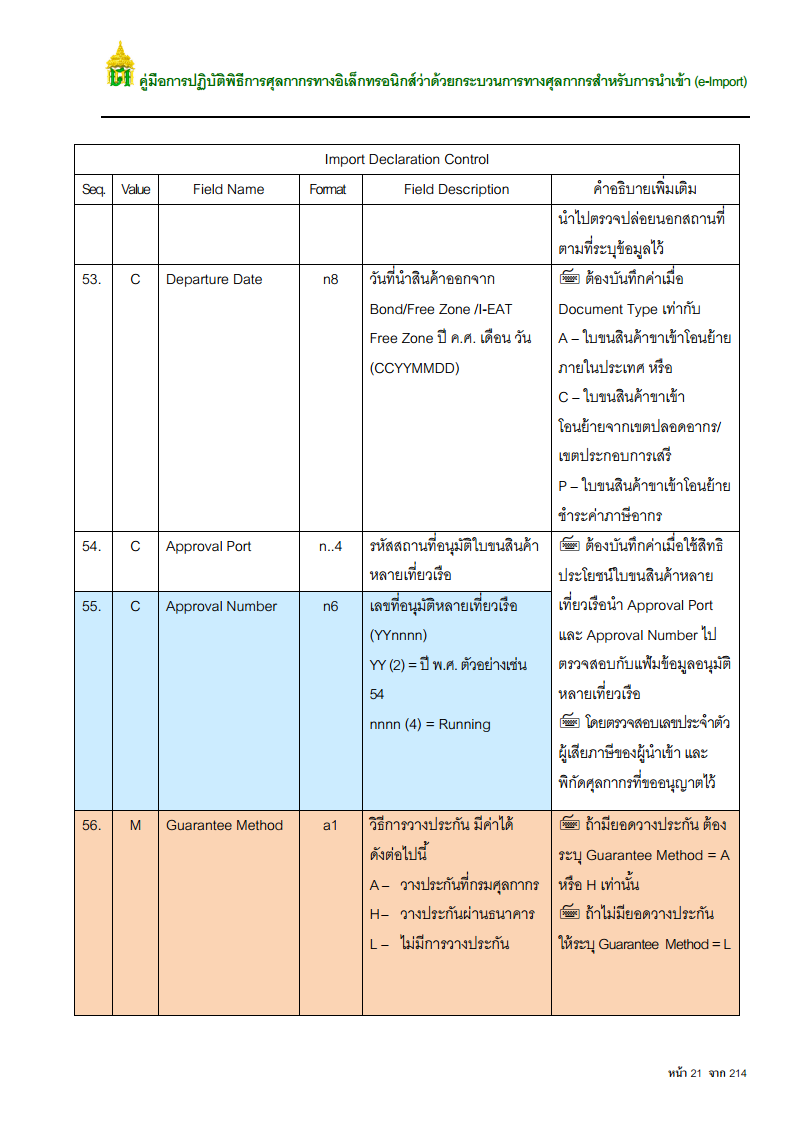 คู่มือการปฏิบัติพิธีการศุลกากรทางอิเล็กทรอนิกส์ว่าด้วยกระบวนการทางศุลกากรสำหรับการนำเข้า (e-Import)
Import Declaration Control
Seq. Value Field Name Format Field Description คำอธิบายเพิ่มเติม
นำไปตรวจปล่อยนอกสถานที่
ตามที่ระบุข้อมูลไว้
53. C Departure Date n8 วันที่นำสินค้าออกจาก
Bond/Free Zone /I-EAT
Free Zone ปี ค.ศ. เดือน วัน
(CCYYMMDD)
ต้องบันทึกค่าเมื่อ
Document Type เท่ากับ
A – ใบขนสินค้าขาเข้าโอนย้าย
ภายในประเทศ หรือ
C – ใบขนสินค้าขาเข้า
โอนย้ายจากเขตปลอดอากร/
เขตประกอบการเสรี
P – ใบขนสินค้าขาเข้าโอนย้าย
ชำระค่าภาษีอากร
54. C Approval Port n..4 รหัสสถานที่อนุมัติใบขนสินค้า
หลายเที่ยวเรือ
55. C Approval Number n6 เลขที่อนุมัติหลายเที่ยวเรือ
(YYnnnn)
YY (2) = ปี พ.ศ. ตัวอย่างเช่น
54
nnnn (4) = Running
ต้องบันทึกค่าเมื่อใช้สิทธิ
ประโยชน์ใบขนสินค้าหลาย
เที่ยวเรือนำ Approval Port
และ Approval Number ไป
ตรวจสอบกับแฟ้มข้อมูลอนุมัติ
หลายเที่ยวเรือ
โดยตรวจสอบเลขประจำตัว
ผู้เสียภาษีของผู้นำเข้า และ
พิกัดศุลกากรที่ขออนุญาตไว้
56. M Guarantee Method a1 วิธีการวางประกัน มีค่าได้
ดังต่อไปนี้
A – วางประกันที่กรมศุลกากร
H – วางประกันผ่านธนาคาร
L – ไม่มีการวางประกัน
ถ้ามียอดวางประกัน ต้อง
ระบุ Guarantee Method = A
หรือ H เท่านั้น
ถ้าไม่มียอดวางประกัน
ให้ระบุ Guarantee Method = L
หน้า 21 จาก 214